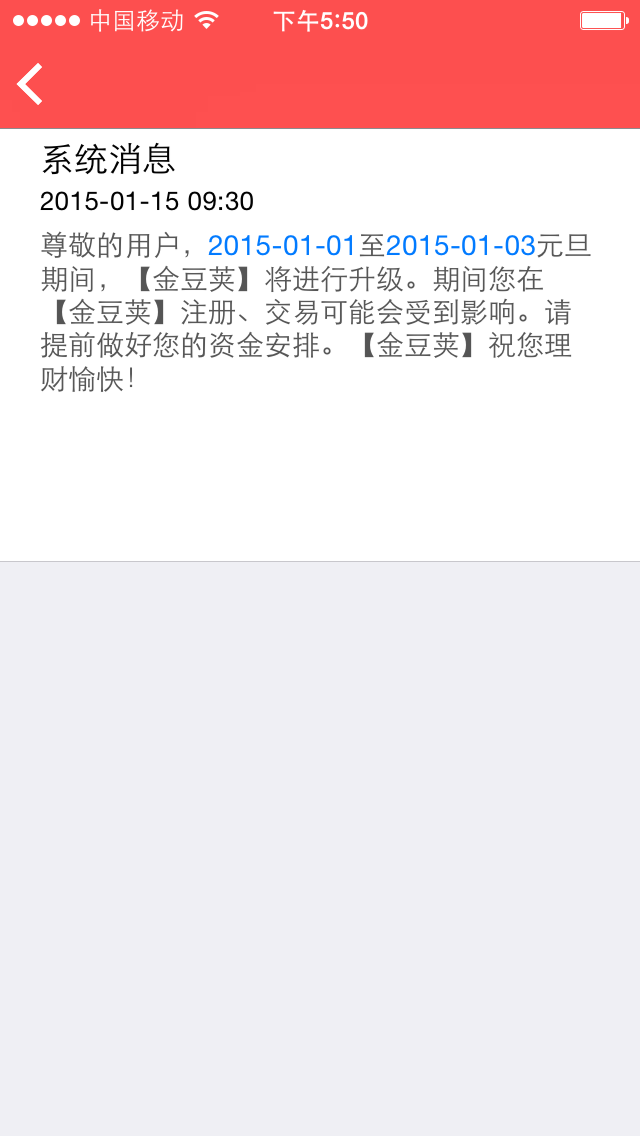 中国移动 下午5:50
系统消息
2015-01-15 09:30
尊敬的用户，2015-01-01至2015-01-03元旦
期间，【金豆荚】将进行升级。期间您在
【金豆荚】注册、交易可能会受到影响。请
提前做好您的资金安排。【金豆荚】祝您理
财愉快！